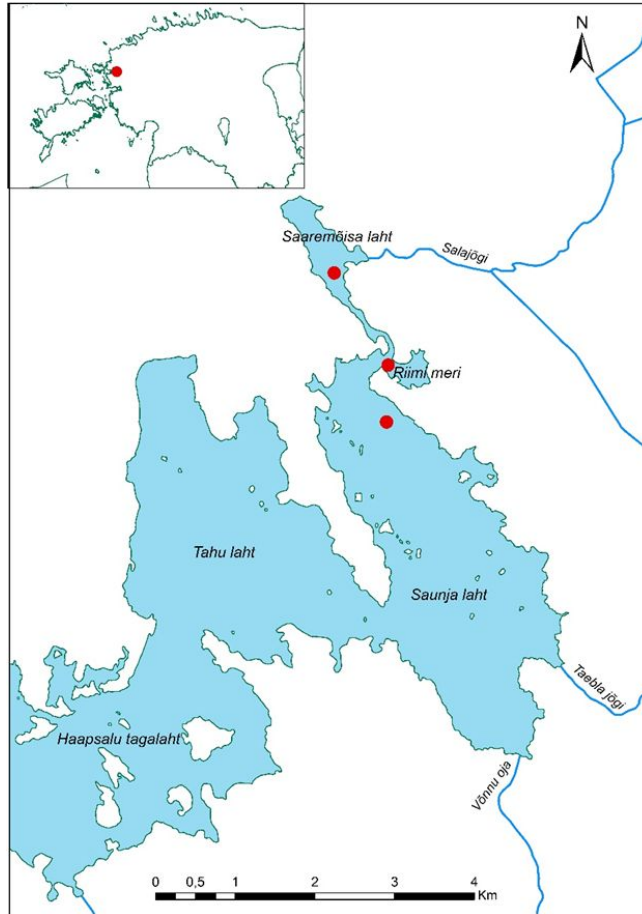 N
Saaremõisa laht
Salajõgi
Riimi meri
Tahu laht
Saunja laht
Taebla jõgi
Haapsalu tagalaht
Võnnu oja
0 0,5 1 2 3 4
Km